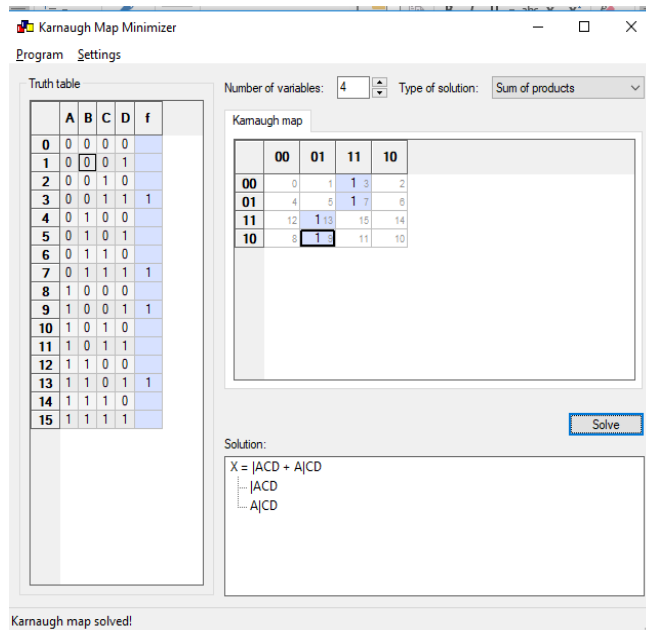 Karnaugh Map Minimizer
Program Settings
Truth table
A B C D f
0 0 0 0 0
1 0 0 0 1
2 0 0 1 0
3 0 0 1 1 1
4 0 1 0 0
5 0 1 0 1
6 0 1 1 0
7 0 1 1 1 1
8 1 0 0 0
9 1 0 0 1 1
10 1 0 1 0
11 1 0 1 1
12 1 1 0 0
13 1 1 0 1 1
14 1 1 1 0
15 1 1 1 1
Number of variables: 4 Type of solution: Sum of products
Karnaugh map
00 01 11 10
00 0 1 1 3 2
01 4 5 1 7 6
11 12 1 13 15 14
10 8 1 9 11 10
Solve
Solution:
X = |ACD + A|CD
|ACD
A|CD
Karnaugh map solved!